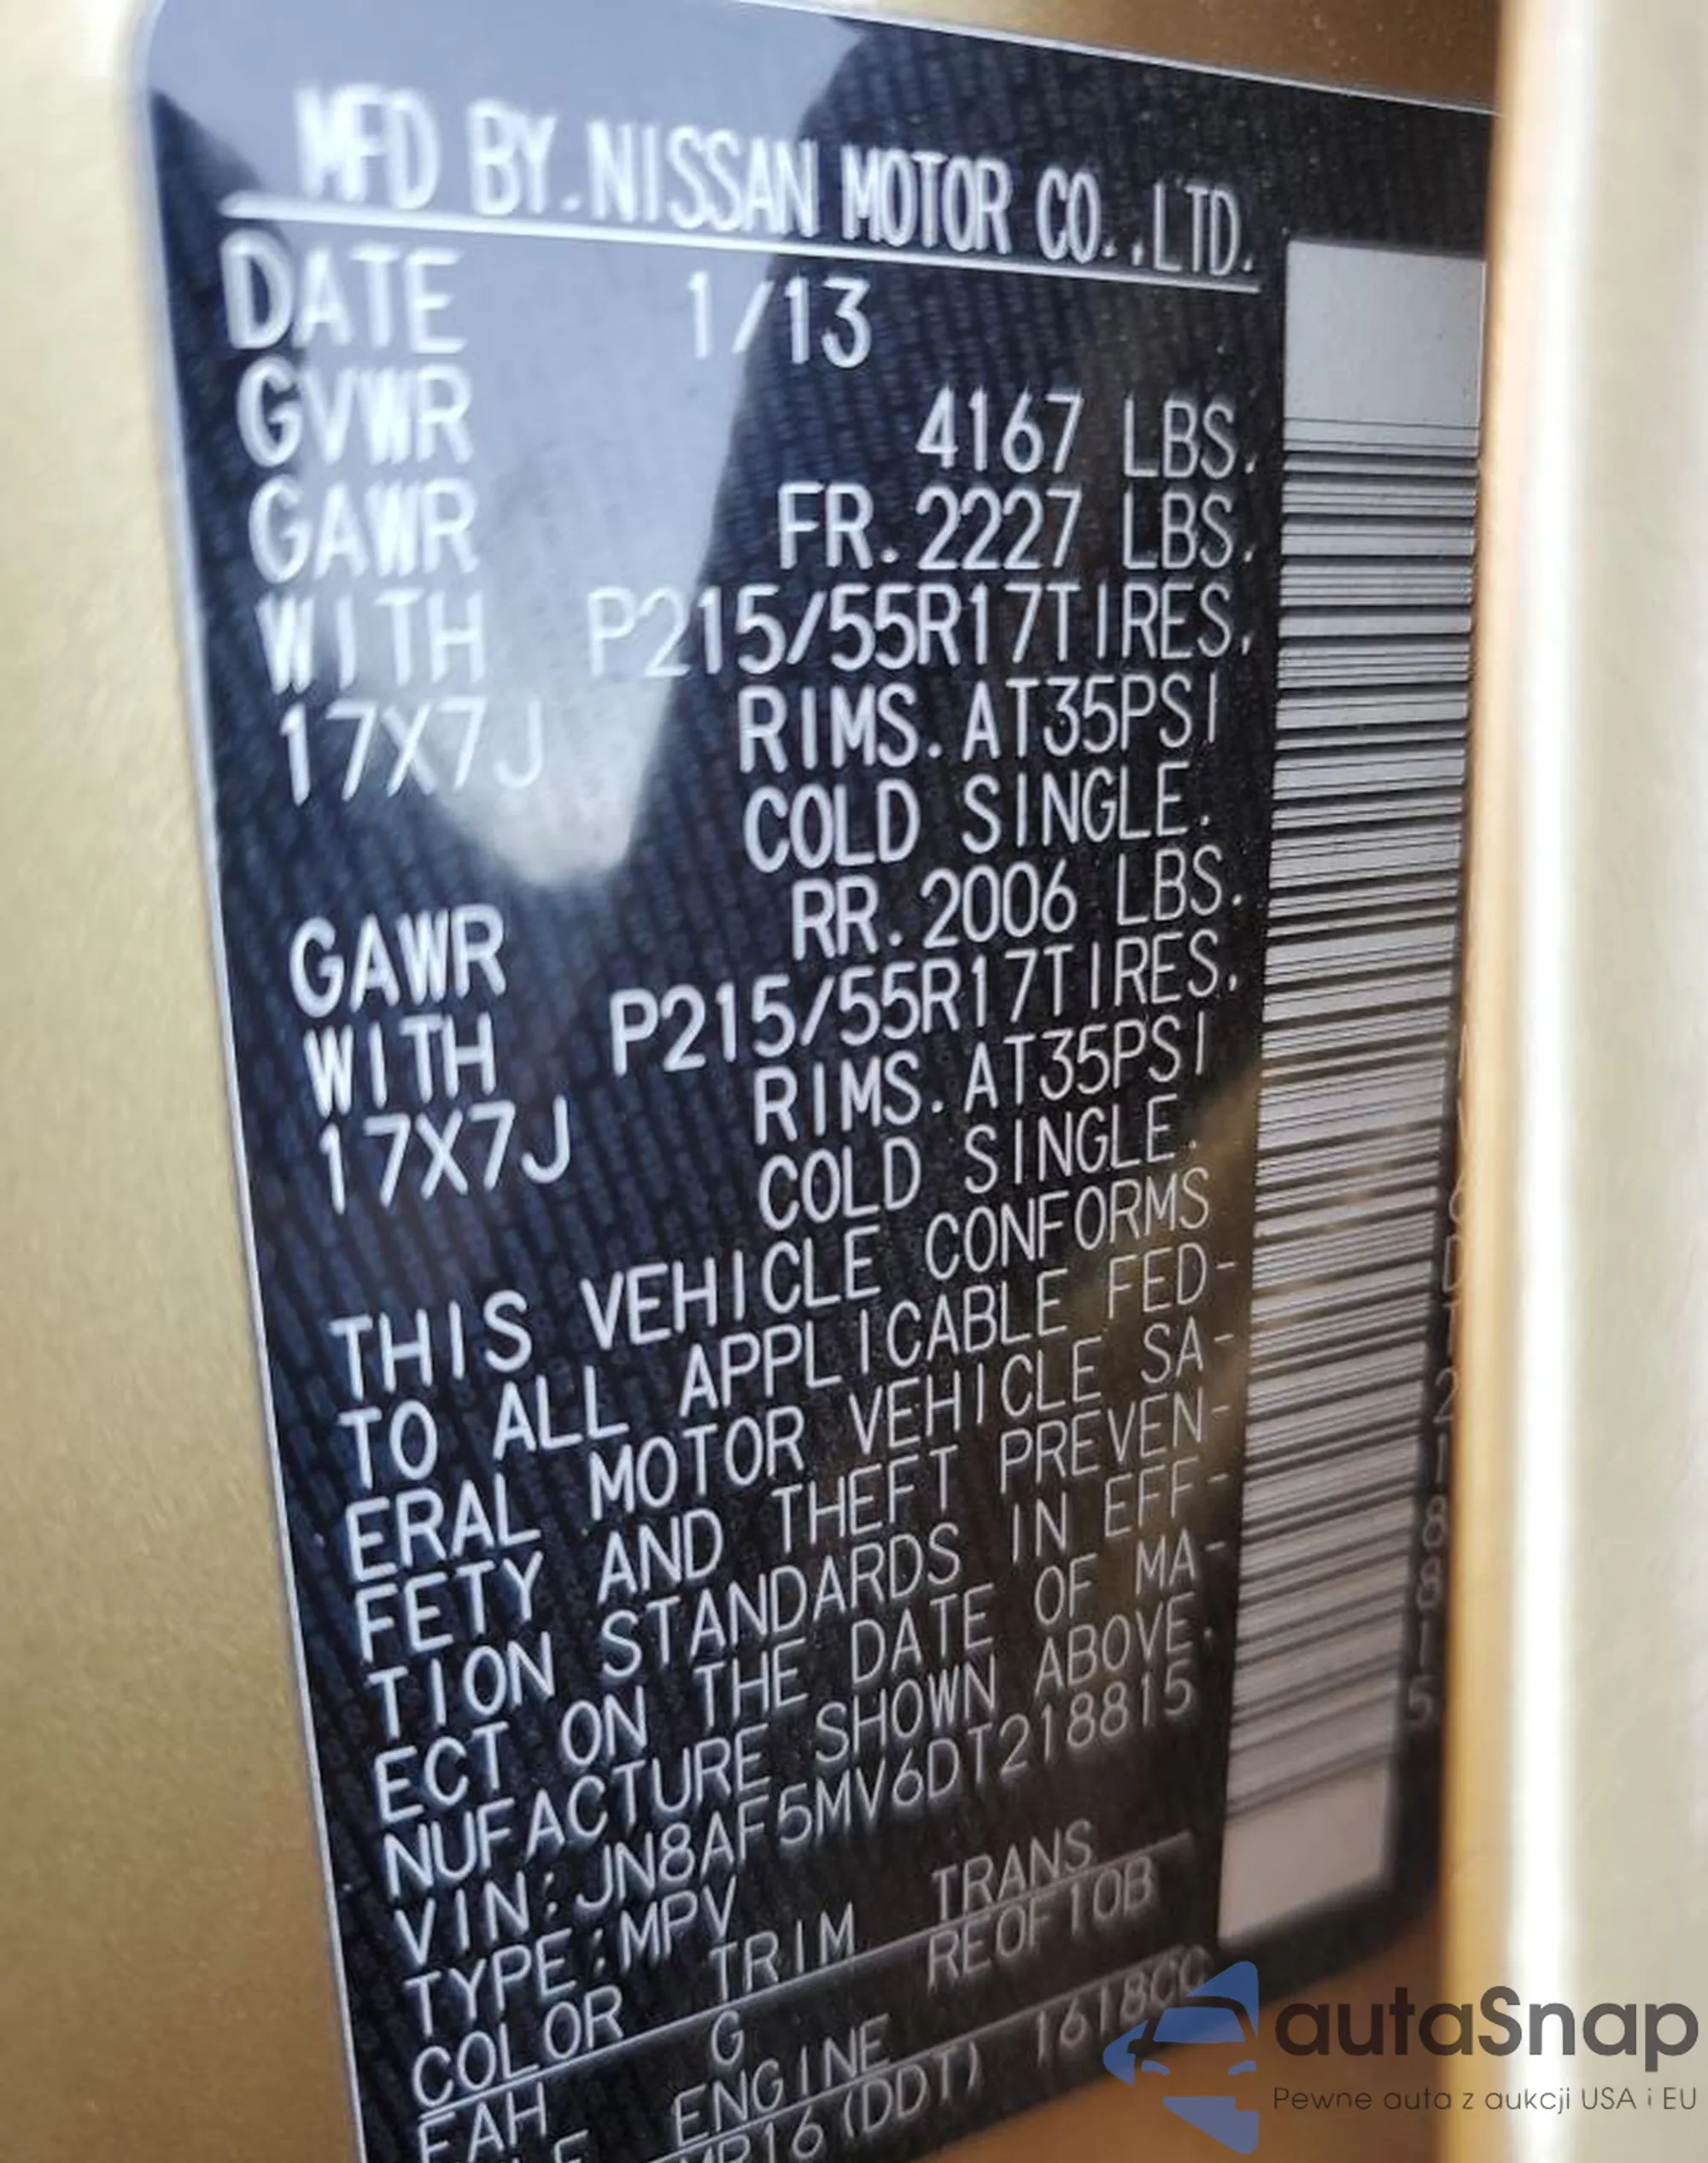 MFD BY.NISSAN MOTOR CO.,LTD.
DATE 1/13
GVWR 4167 LBS.
GAWR FR.2227 LBS.
WITH P215/55R17TIRES,
17X7J RIMS.AT35PSI
COLD SINGLE.
GAWR RR.2006 LBS.
WITH P215/55R17TIRES,
17X7J RIMS.AT35PSI
COLD SINGLE.
THIS VEHICLE CONFORMS
TO ALL APPLICABLE FED-
ERAL MOTOR VEHICLE SA-
FETY AND THEFT PREVEN-
TION STANDARDS IN EFF-
ECT ON THE DATE OF MA-
NUFACTURE SHOWN ABOVE.
VIN:JN8AF5MV6DT218815
TYPE:MPV
COLOR TRIM TRANS
EAH G RE0F10B
ENGINE
MR16(DDT) 1618CC
autaSnap
Pewne auta z aukcji USA i EU